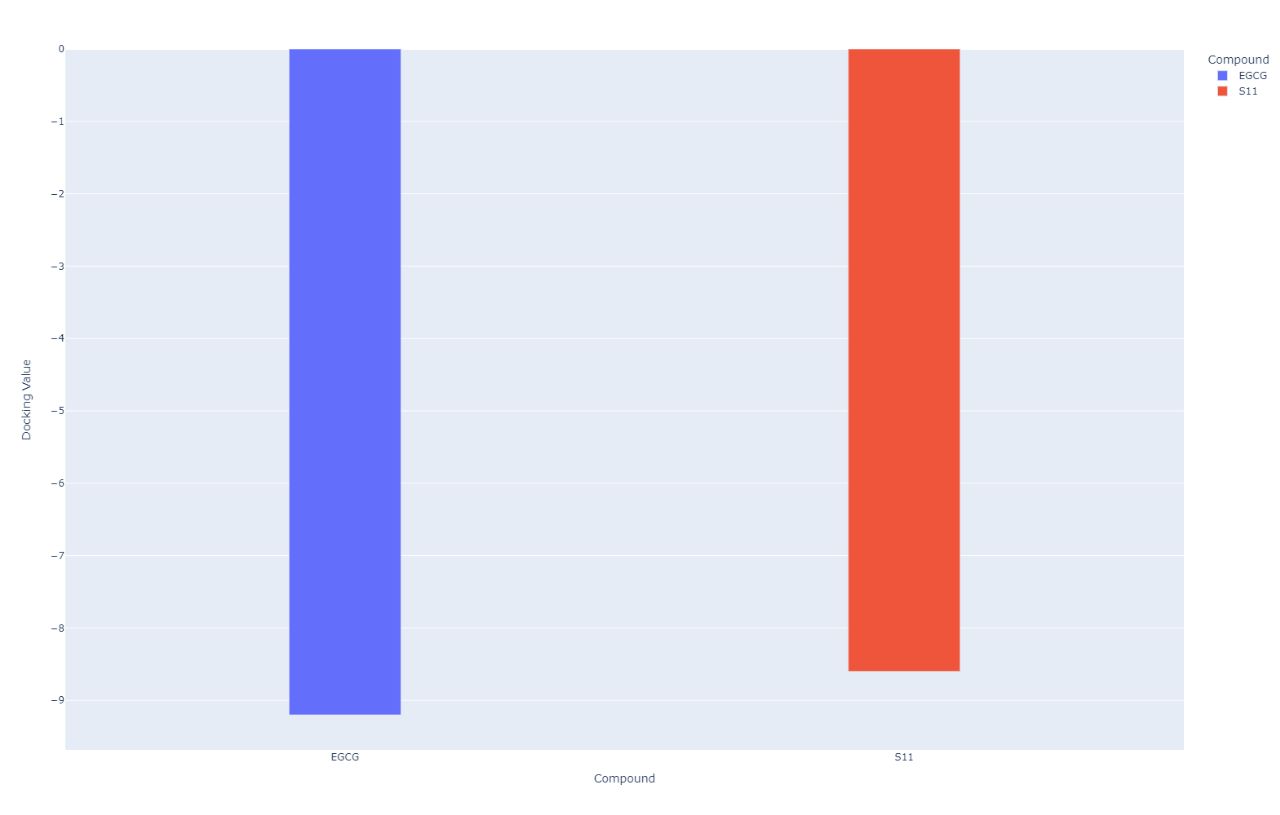 0
−1
−2
−3
−4
−5
−6
−7
−8
−9
Docking Value
EGCG
S11
Compound
Compound
EGCG
S11